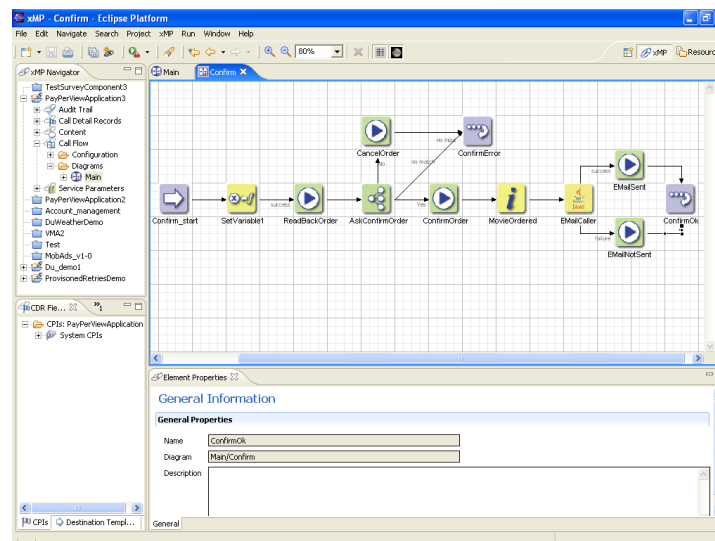 xMP - Confirm - Eclipse Platform
File Edit Navigate Search Project xMP Run Window Help
80%
xMP
Resourc
xMP Navigator
Main
Confirm
TestSurveyComponent3
PayPerViewApplication3
Audit Trail
Call Detail Records
Content
Call Flow
Configuration
Diagrams
Main
Service Parameters
PayPerViewApplication2
Account_management
DuWeatherDemo
VMA2
Test
MobAds_v1-0
Du_demo1
ProvisonedRetriesDemo
CancelOrder
no input
ConfirmError
No
no match
success
EMailSent
Confirm_start
SetVariable1
success
ReadBackOrder
AskConfirmOrder
Yes
ConfirmOrder
MovieOrdered
Java
EMailCaller
ConfirmOk
failure
EMailNotSent
CDR Fie...
1
CPIs: PayPerViewApplication
System CPIs
CPIs
Destination Templ...
Element Properties
General Information
General Properties
Name
ConfirmOk
Diagram
Main/Confirm
Description
General